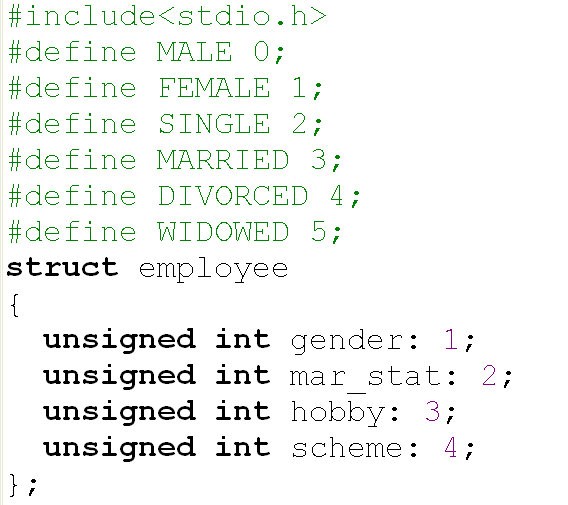 #include<stdio.h>
#define MALE 0;
#define FEMALE 1;
#define SINGLE 2;
#define MARRIED 3;
#define DIVORCED 4;
#define WIDOWED 5;
struct employee
{
  unsigned int gender: 1;
  unsigned int mar_stat: 2;
  unsigned int hobby: 3;
  unsigned int scheme: 4;
};